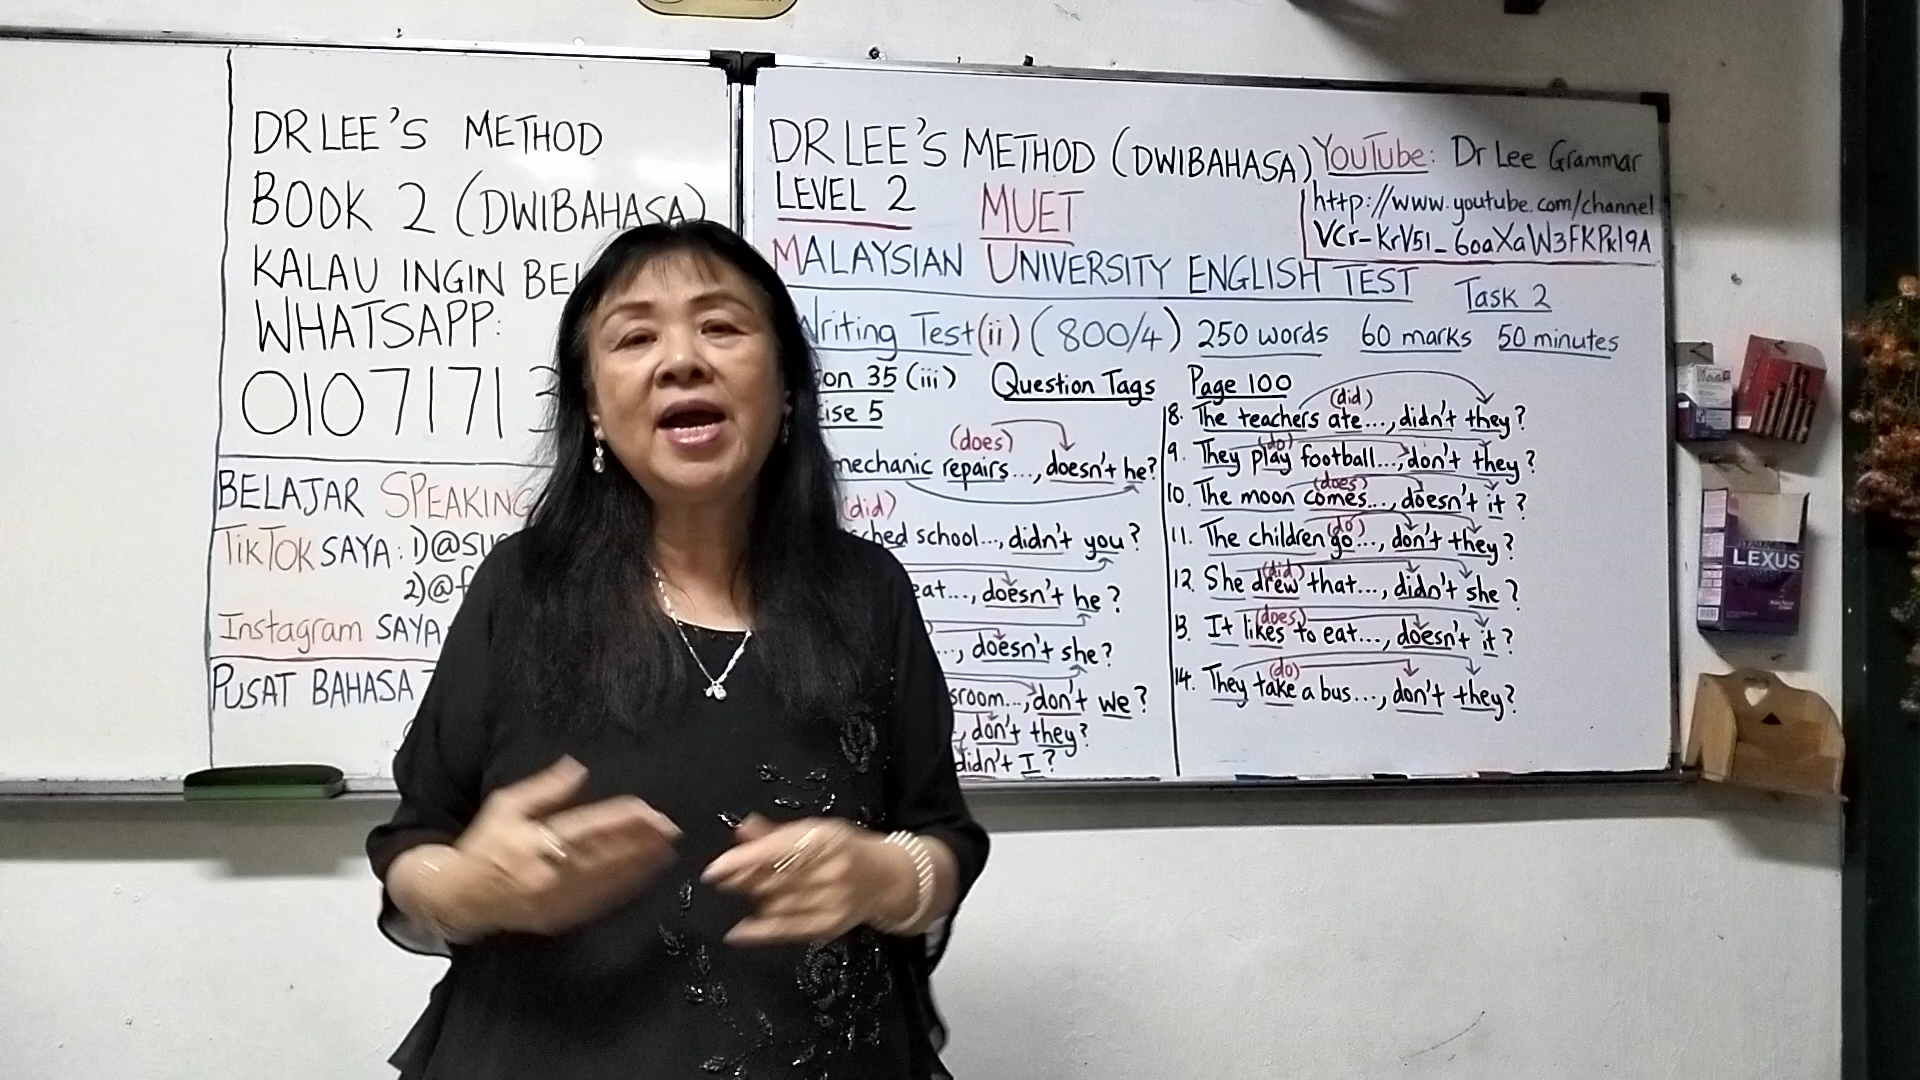 DR LEE'S METHOD
BOOK 2 (DWIBAHASA)
KALAU INGIN
WHATSAPP:
0107171
BELAJAR SPEAKING
TIKTOK SAYA: 1)@
2)@
Instagram SAYA
PUSAT BAHASA
DR LEE'S METHOD (DWIBAHASA)
LEVEL 2 MUET
YouTube: Dr Lee Grammar
http://www.youtube.com/channel
VCr-KrV5l_6oaXaW3FKPkl9A
MALAYSIAN UNIVERSITY ENGLISH TEST
Task 2
Writing Test (ii) (800/4) 250 words 60 marks 50 minutes
35 (iii) Question Tags Page 100
5
(does)
mechanic repairs..., doesn't he?
(did)
school..., didn't you?
eat..., doesn't he?
..., doesn't she?
..., don't we?
, don't they?
didn't I?
(did)
8. The teachers ate..., didn't they?
(do)
9. They play football..., don't they?
(does)
10. The moon comes..., doesn't it?
(do)
11. The children go..., don't they?
(did)
12. She drew that..., didn't she?
(does)
13. It likes to eat..., doesn't it?
(do)
14. They take a bus..., don't they?
LEXUS